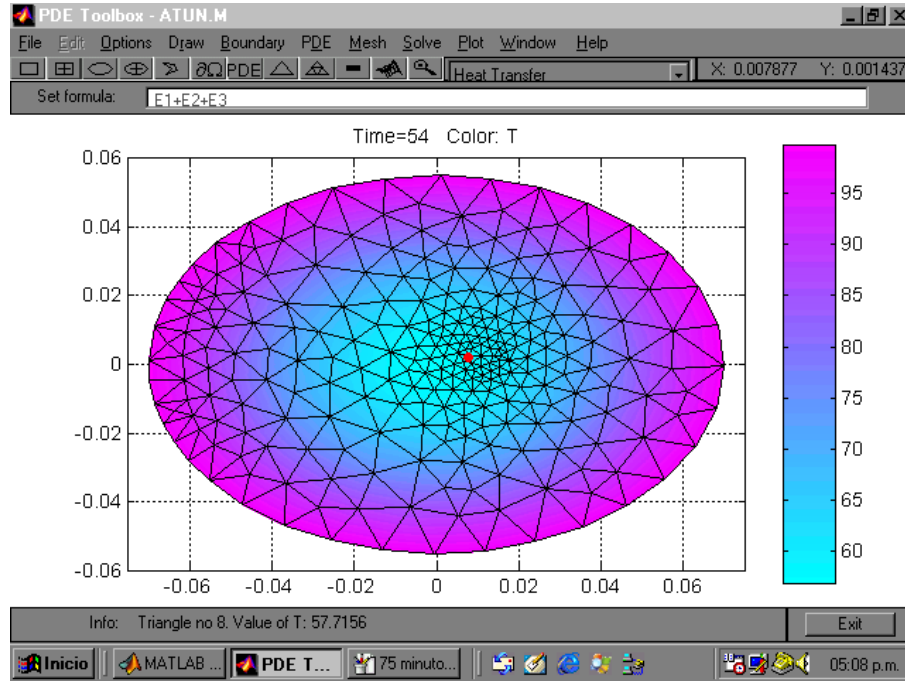 PDE Toolbox - ATUN.M
File Edit Options Draw Boundary PDE Mesh Solve Plot Window Help
∂Ω PDE Heat Transfer X: 0.007877 Y: 0.001437
Set formula: E1+E2+E3
Time=54 Color: T
0.06
0.04
0.02
0
-0.02
-0.04
-0.06
-0.06 -0.04 -0.02 0 0.02 0.04 0.06
95
90
85
80
75
70
65
60
Info: Triangle no 8. Value of T: 57.7156
Exit
Inicio MATLAB ... PDE T... 75 minuto... 05:08 p.m.